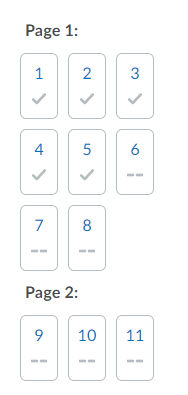 Page 1:
1 2 3
4 5 6
-- -- --
7 8
-- --
Page 2:
9 10 11
-- -- --